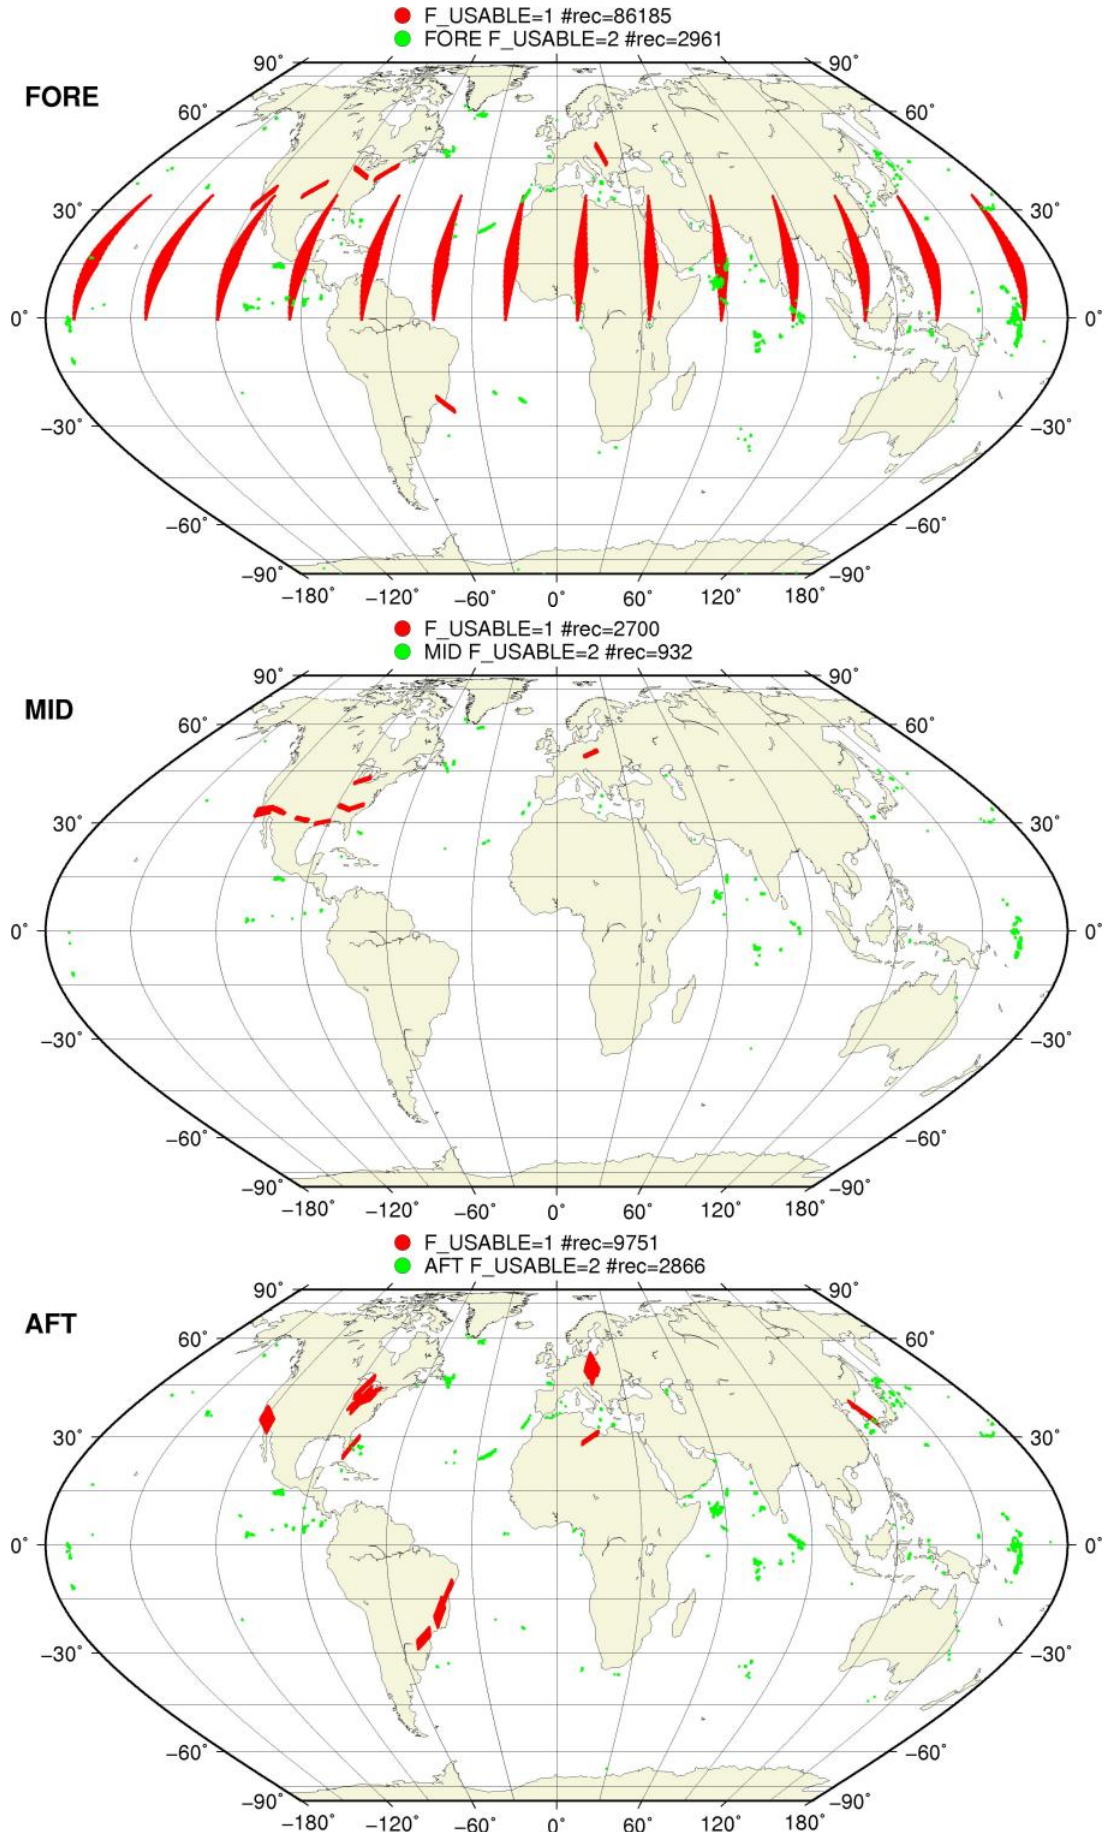 F_USABLE=1 #rec=86185
FORE F_USABLE=2 #rec=2961
FORE
90° 90°
60° 60°
30° 30°
0° 0°
−30° −30°
−60° −60°
−90° −90°
−180° −120° −60° 0° 60° 120° 180°
F_USABLE=1 #rec=2700
MID F_USABLE=2 #rec=932
MID
90° 90°
60° 60°
30° 30°
0° 0°
−30° −30°
−60° −60°
−90° −90°
−180° −120° −60° 0° 60° 120° 180°
F_USABLE=1 #rec=9751
AFT F_USABLE=2 #rec=2866
AFT
90° 90°
60° 60°
30° 30°
0° 0°
−30° −30°
−60° −60°
−90° −90°
−180° −120° −60° 0° 60° 120° 180°